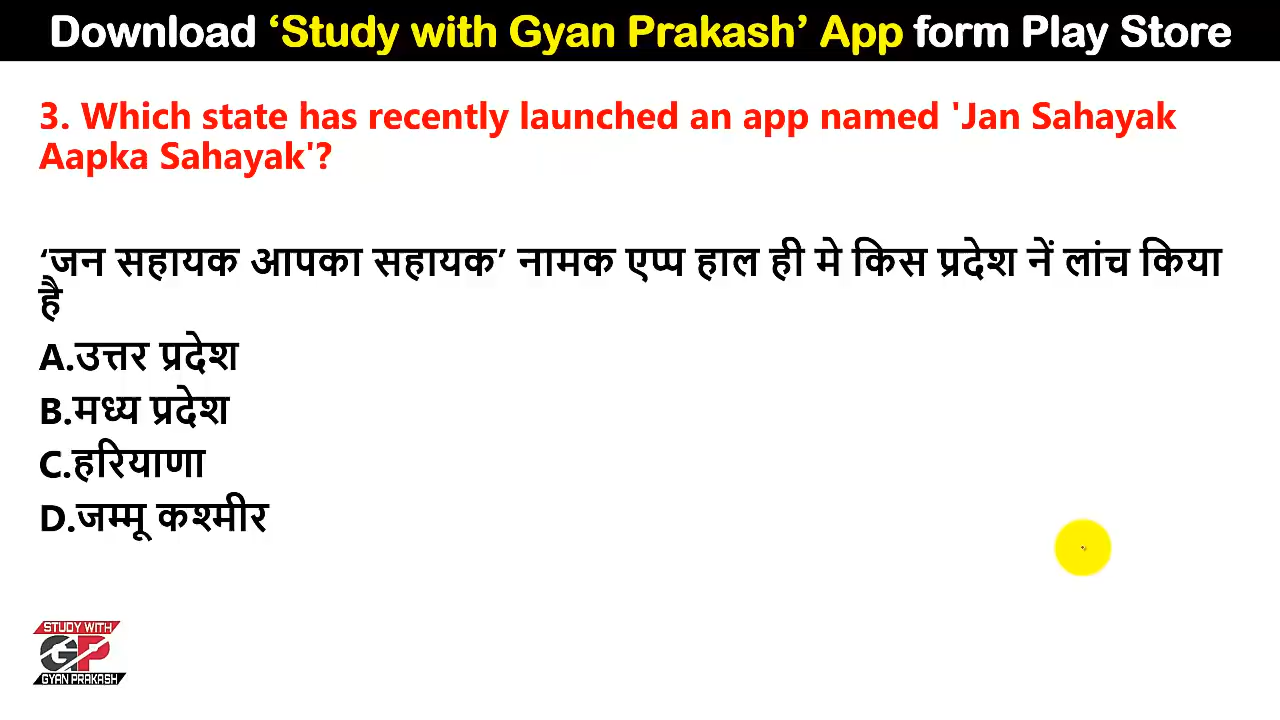 Download ‘Study with Gyan Prakash’ App form Play Store
3. Which state has recently launched an app named 'Jan Sahayak
Aapka Sahayak'?
‘जन सहायक आपका सहायक’ नामक एप्प हाल ही मे किस प्रदेश नें लांच किया
है
A.उत्तर प्रदेश
B.मध्य प्रदेश
C.हरियाणा
D.जम्मू कश्मीर
STUDY WITH
GP
GYAN PRAKASH